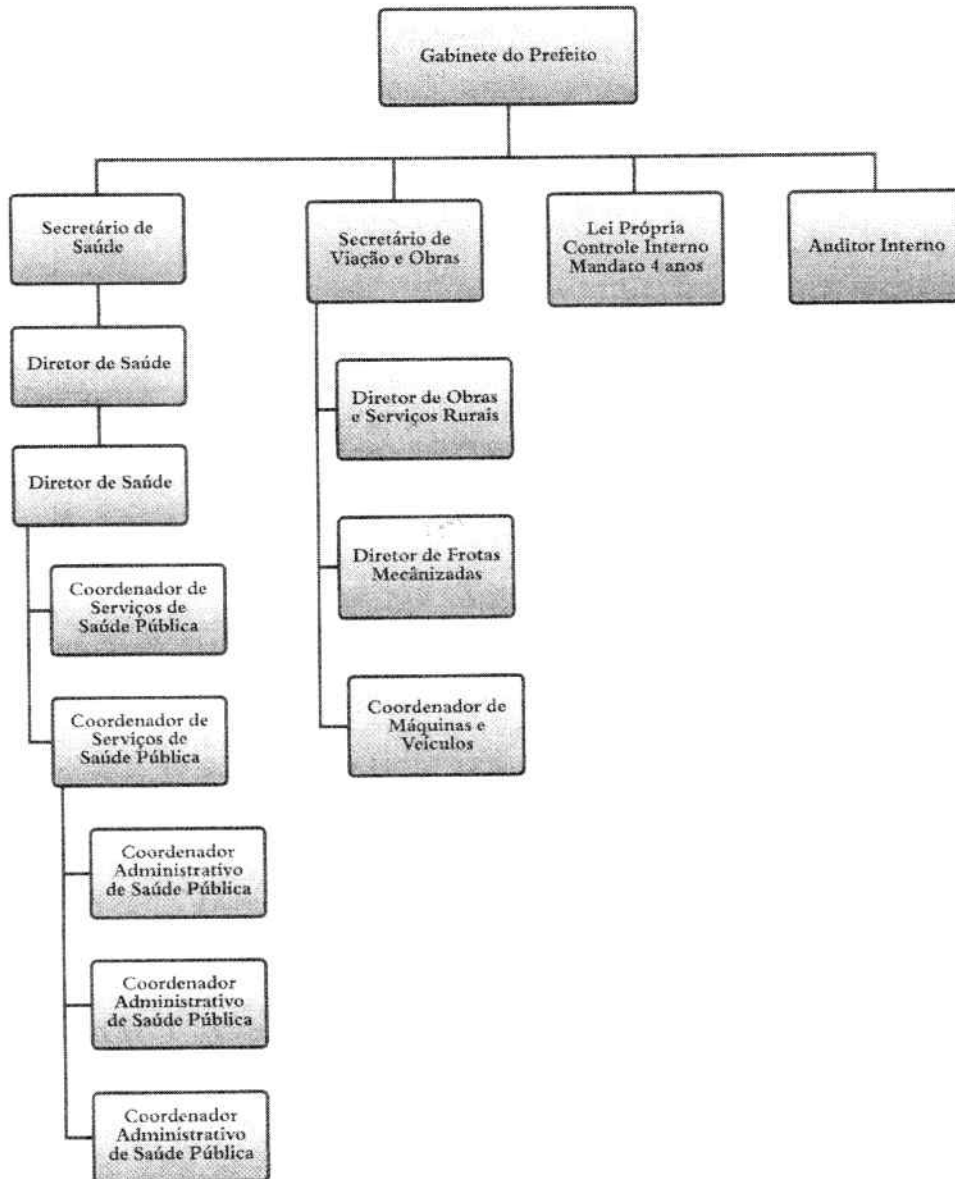 Gabinete do Prefeito
Secretário de
Saúde
Secretário de
Viação e Obras
Lei Própria
Controle Interno
Mandato 4 anos
Auditor Interno
Diretor de Saúde
Diretor de Saúde
Coordenador de
Serviços de
Saúde Pública
Coordenador de
Serviços de
Saúde Pública
Coordenador
Administrativo
de Saúde Pública
Coordenador
Administrativo
de Saúde Pública
Coordenador
Administrativo
de Saúde Pública
Diretor de Obras
e Serviços Rurais
Diretor de Frotas
Mecânizadas
Coordenador de
Máquinas e
Veículos